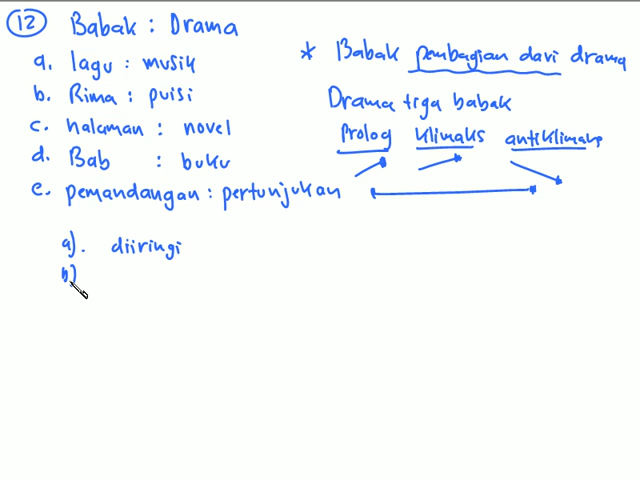 12 Babak : Drama
a. lagu : musik
b. Rima : puisi
c. halaman : novel
d. Bab : buku
e. pemandangan : pertunjukan
* Babak pembagian dari drama
Drama tiga babak
Prolog klimaks antiklimaks
a). diiringi
b)